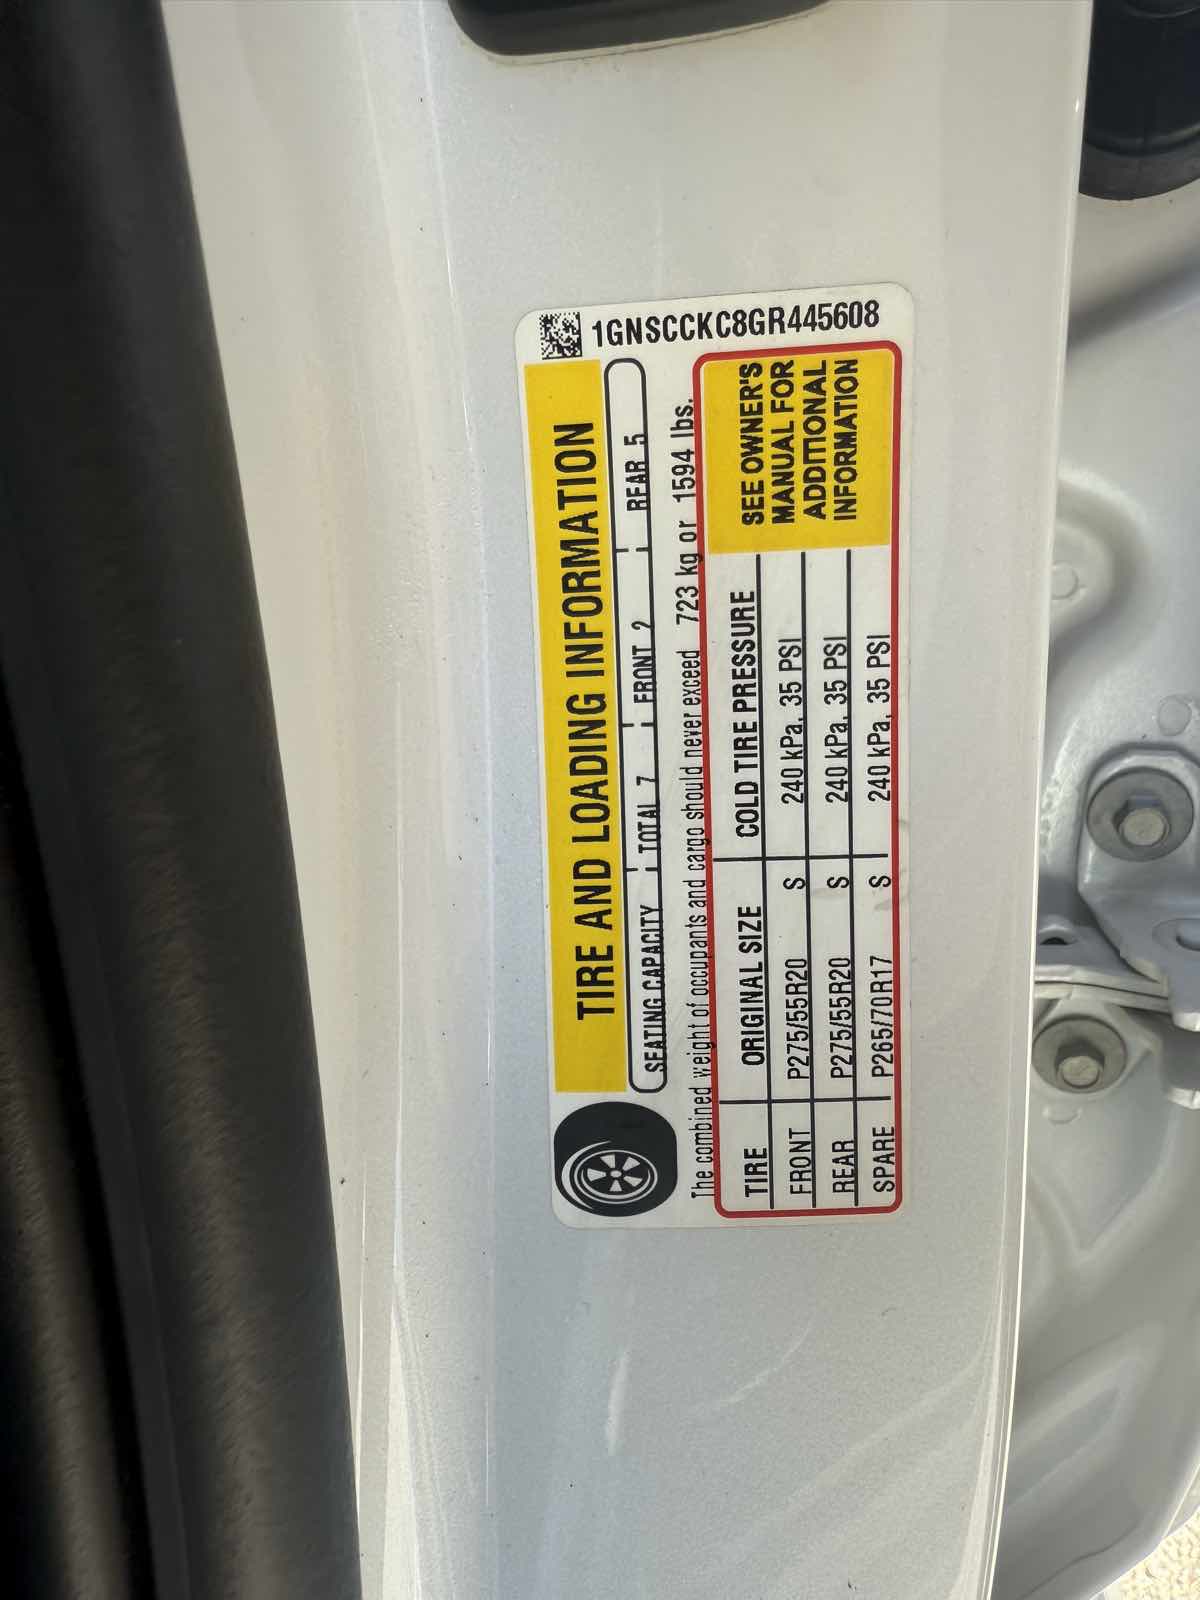 1GNSCCKC8GR445608
TIRE AND LOADING INFORMATION
SEATING CAPACITY TOTAL 7 FRONT 2 REAR 5
The combined weight of occupants and cargo should never exceed 723 kg or 1594 lbs.
TIRE ORIGINAL SIZE COLD TIRE PRESSURE
FRONT P275/55R20 S 240 kPa, 35 PSI
REAR P275/55R20 S 240 kPa, 35 PSI
SPARE P265/70R17 S 240 kPa, 35 PSI
SEE OWNER'S
MANUAL FOR
ADDITIONAL
INFORMATION